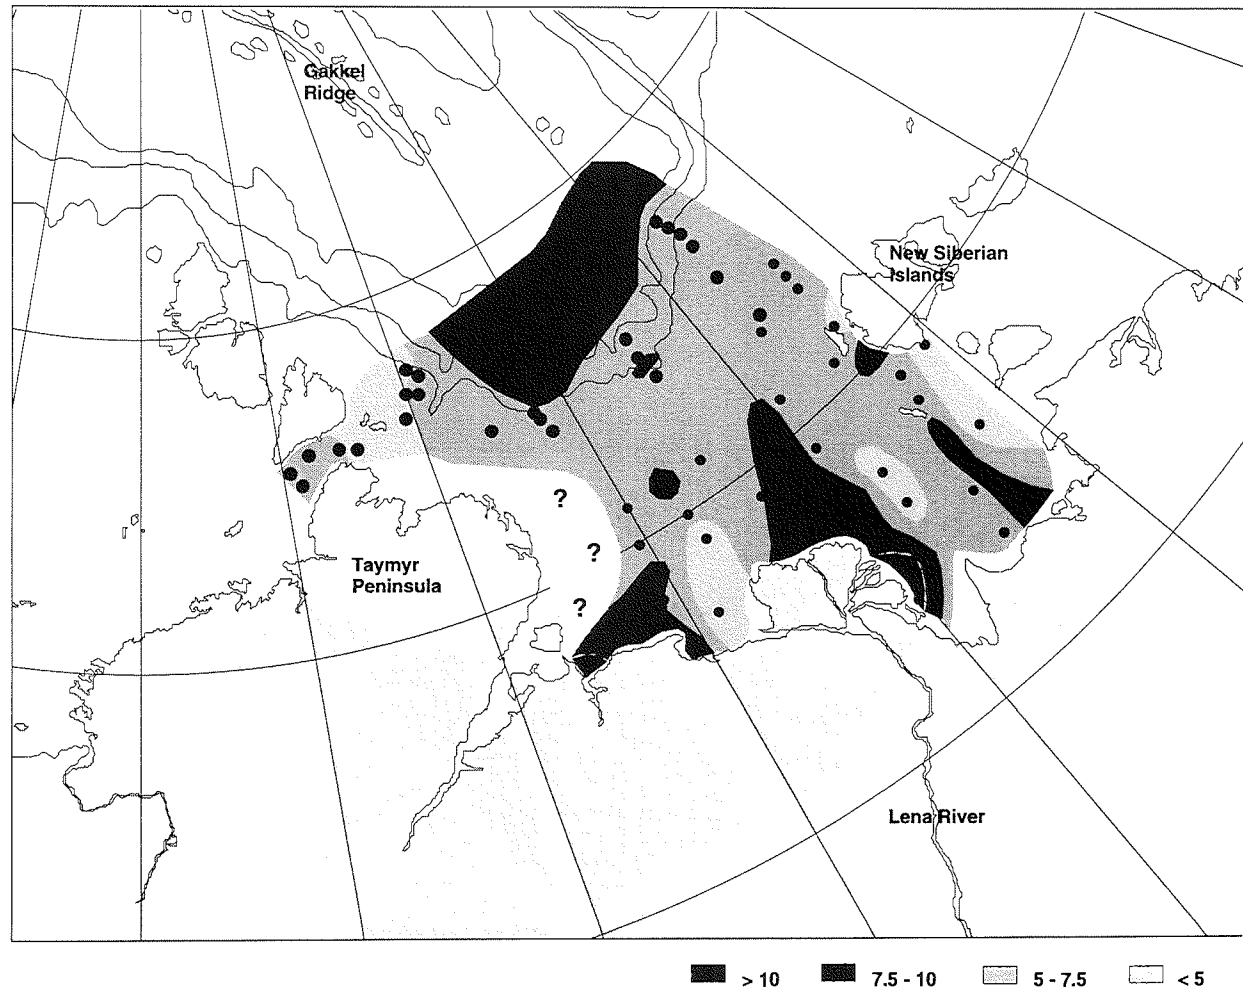 Gakkel
Ridge
New Siberian
Islands
?
?
Taymyr
Peninsula
?
Lena River
> 10
7.5 - 10
5 - 7.5
< 5